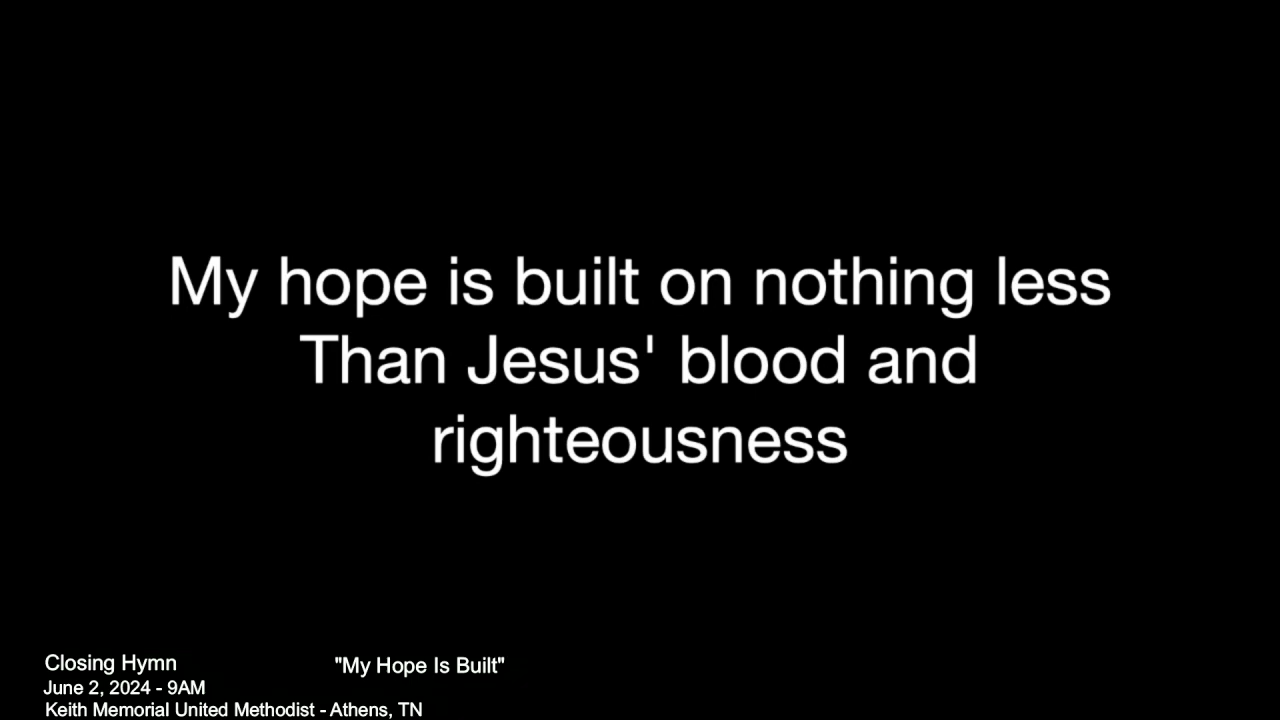 My hope is built on nothing less
Than Jesus' blood and
righteousness
Closing Hymn "My Hope Is Built"
June 2, 2024 - 9AM
Keith Memorial United Methodist - Athens, TN